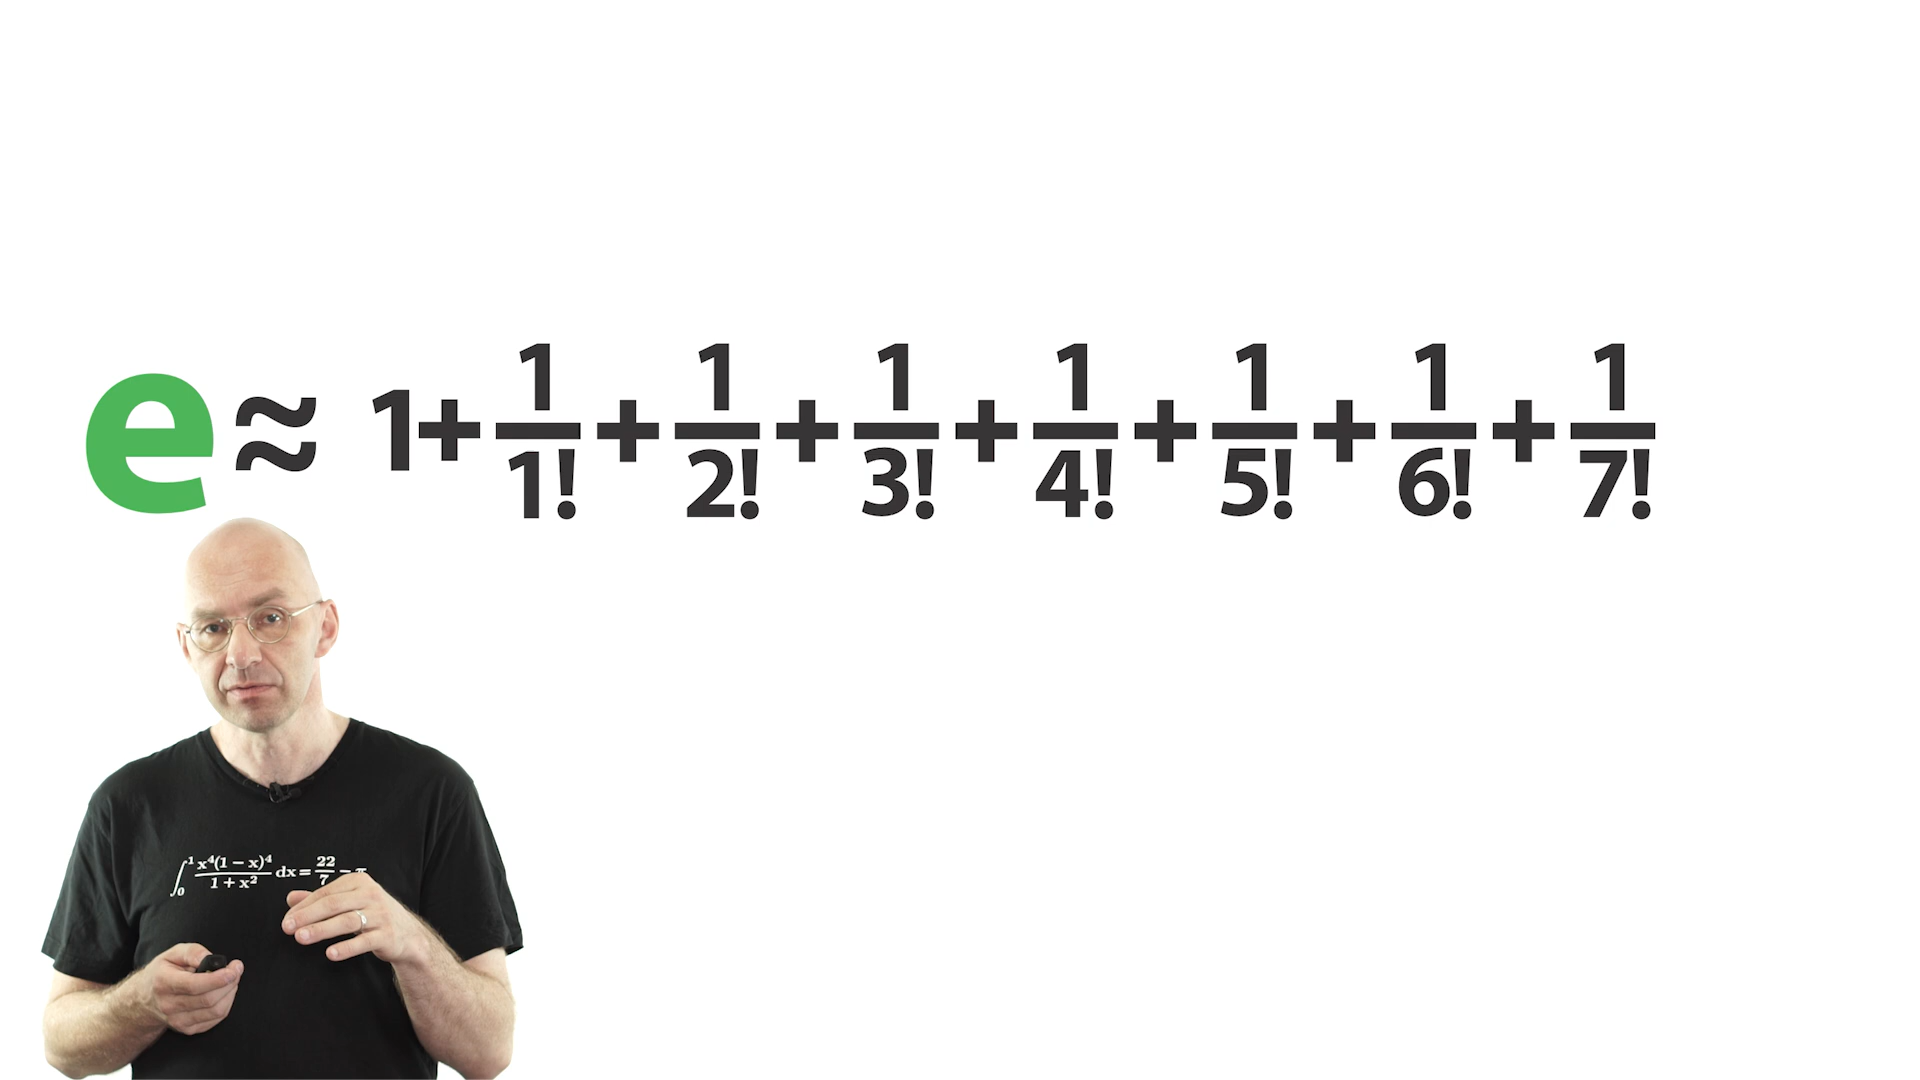 e ≈ 1 + 1/1! + 1/2! + 1/3! + 1/4! + 1/5! + 1/6! + 1/7!
∫₀¹ x⁴(1 − x)⁴ / 1 + x² dx = 22/7 − π